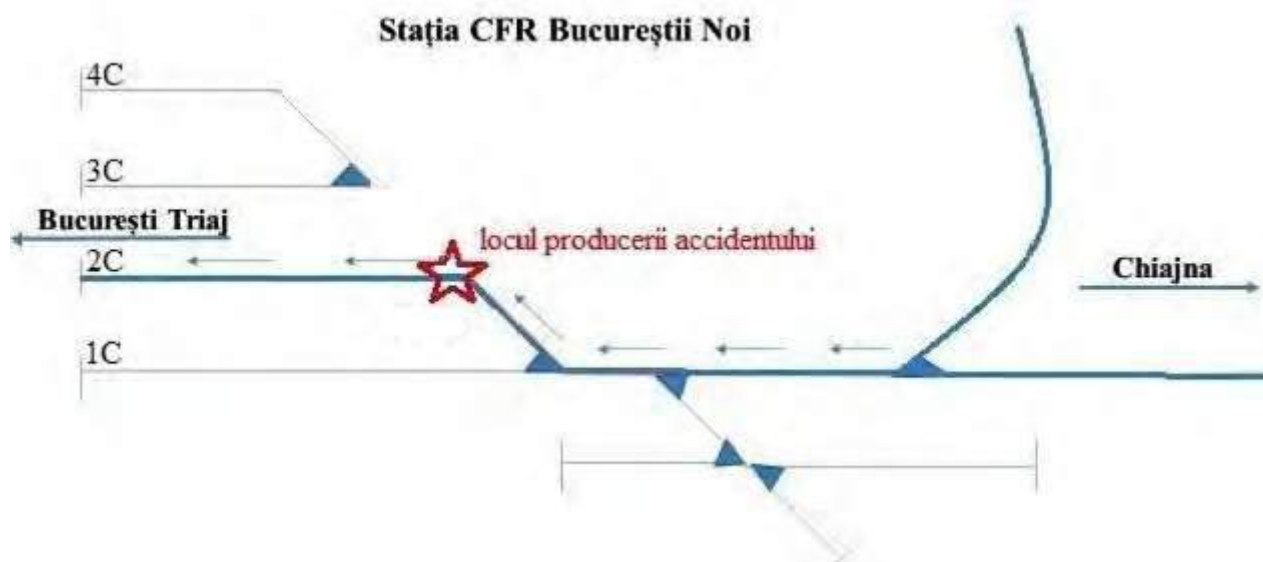 Stația CFR Bucureștii Noi
4C
3C
București Triaj
locul producerii accidentului
2C
Chiajna
1C